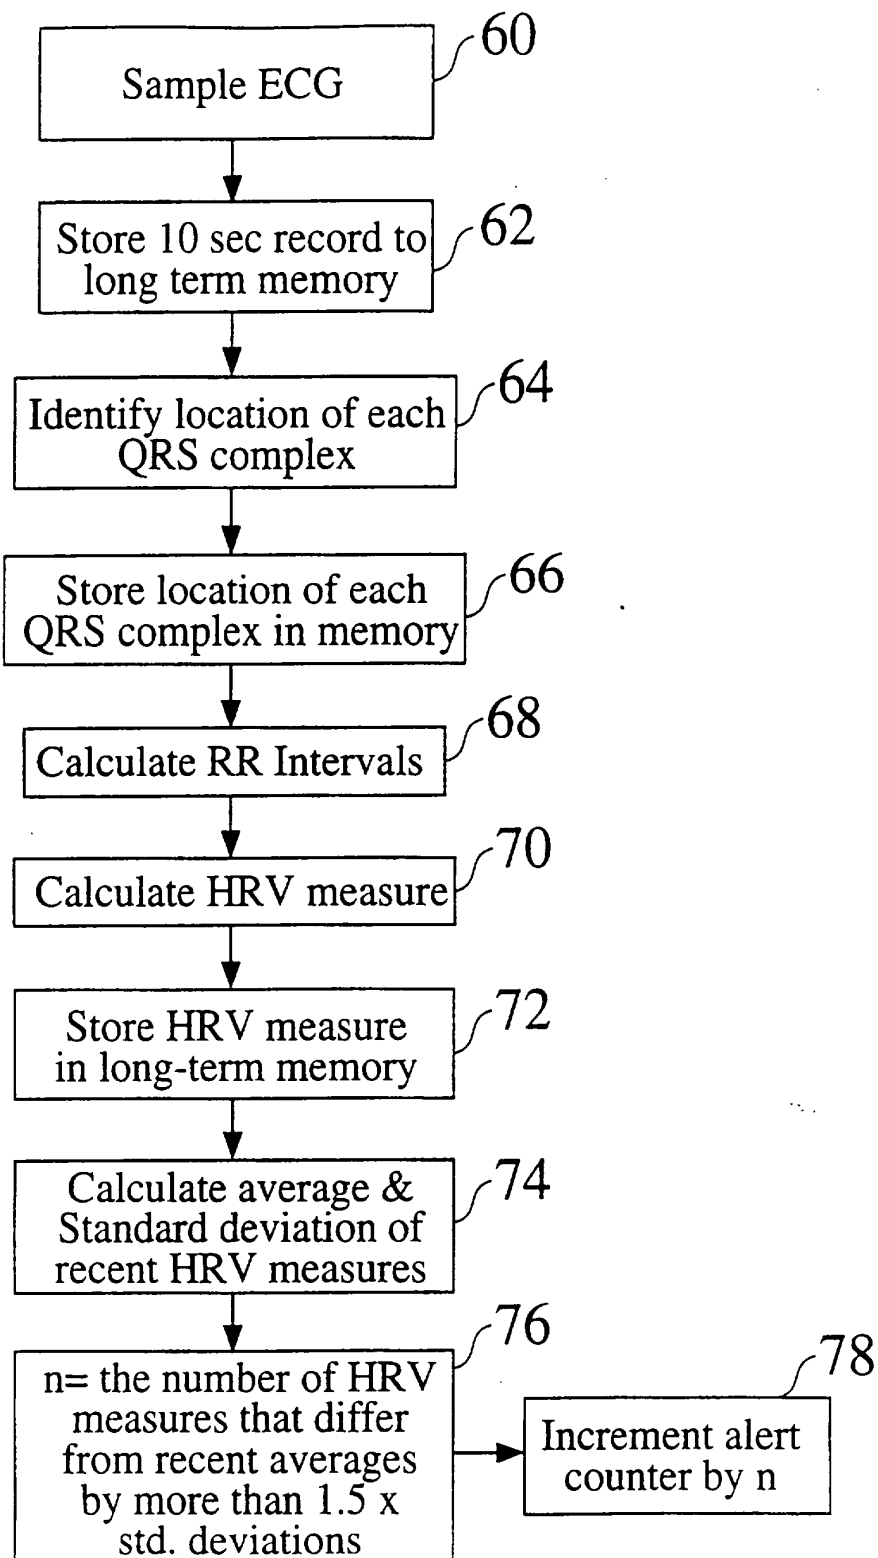 60
Sample ECG
62
Store 10 sec record to
long term memory
64
Identify location of each
QRS complex
66
Store location of each
QRS complex in memory
68
Calculate RR Intervals
70
Calculate HRV measure
72
Store HRV measure
in long-term memory
74
Calculate average &
Standard deviation of
recent HRV measures
76
n= the number of HRV
measures that differ
from recent averages
by more than 1.5 x
std. deviations
78
Increment alert
counter by n